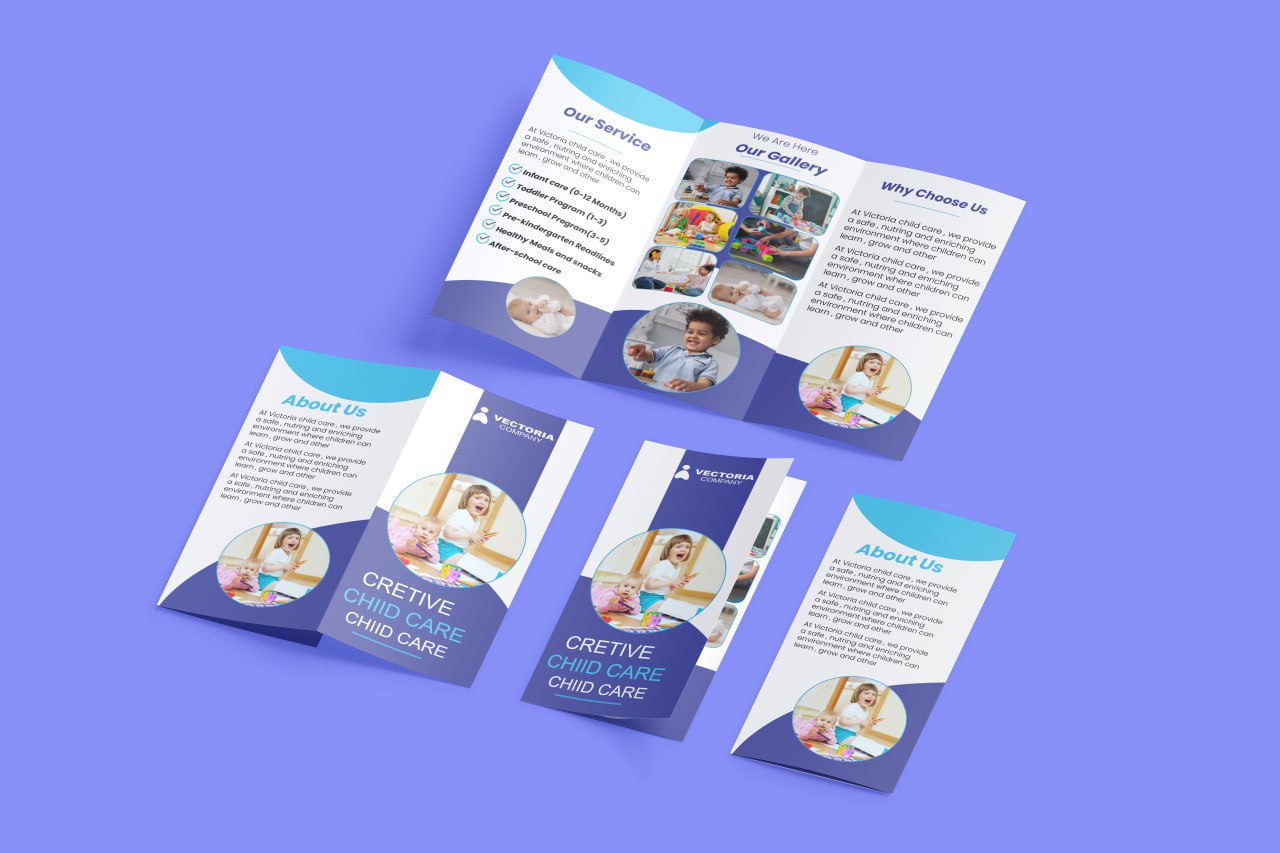 Our Service
At Victoria child care , we provide
a safe , nutring and enriching
environment where children can
learn , grow and other
Infant care (0-12 Months)
Toddler Program (1-3)
Preschool Program(3-5)
Pre-kindergarten Readlines
Healthy Meals and snacks
After-school care
We Are Here
Our Gallery
Why Choose Us
At Victoria child care , we provide
a safe , nutring and enriching
environment where children can
learn , grow and other
At Victoria child care , we provide
a safe , nutring and enriching
environment where children can
learn , grow and other
At Victoria child care , we provide
a safe , nutring and enriching
environment where children can
learn , grow and other
About Us
At Victoria child care , we provide
a safe , nutring and enriching
environment where children can
learn , grow and other
At Victoria child care , we provide
a safe , nutring and enriching
environment where children can
learn , grow and other
At Victoria child care , we provide
a safe , nutring and enriching
environment where children can
learn , grow and other
VECTORIA
COMPANY
CRETIVE
CHIID CARE
CHIID CARE
VECTORIA
COMPANY
CRETIVE
CHIID CARE
CHIID CARE
About Us
At Victoria child care , we provide
a safe , nutring and enriching
environment where children can
learn , grow and other
At Victoria child care , we provide
a safe , nutring and enriching
environment where children can
learn , grow and other
At Victoria child care , we provide
a safe , nutring and enriching
environment where children can
learn , grow and other